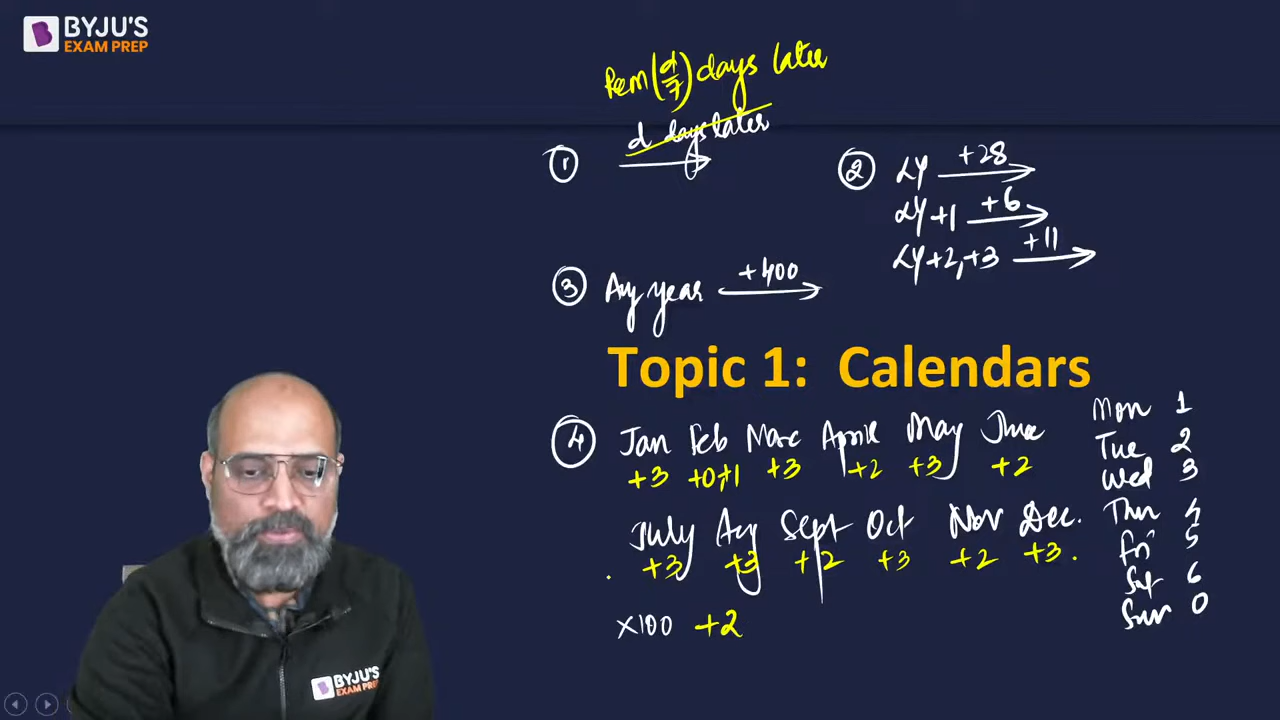 BYJU'S
EXAM PREP
Rem(d/7) days later
d days later
① 
② LY +28
LY+1 +6
LY+2,+3 +11
③ Any year +400
Topic 1: Calendars
④ Jan Feb Marc April May June
+3 +0,+1 +3 +2 +3 +2
July Aug Sept Oct Nov Dec.
+3 +3 +2 +3 +2 +3.
x100 +2
Mon 1
Tue 2
Wed 3
Thur 4
Fri 5
Sat 6
Sun 0
BYJU'S
EXAM PREP